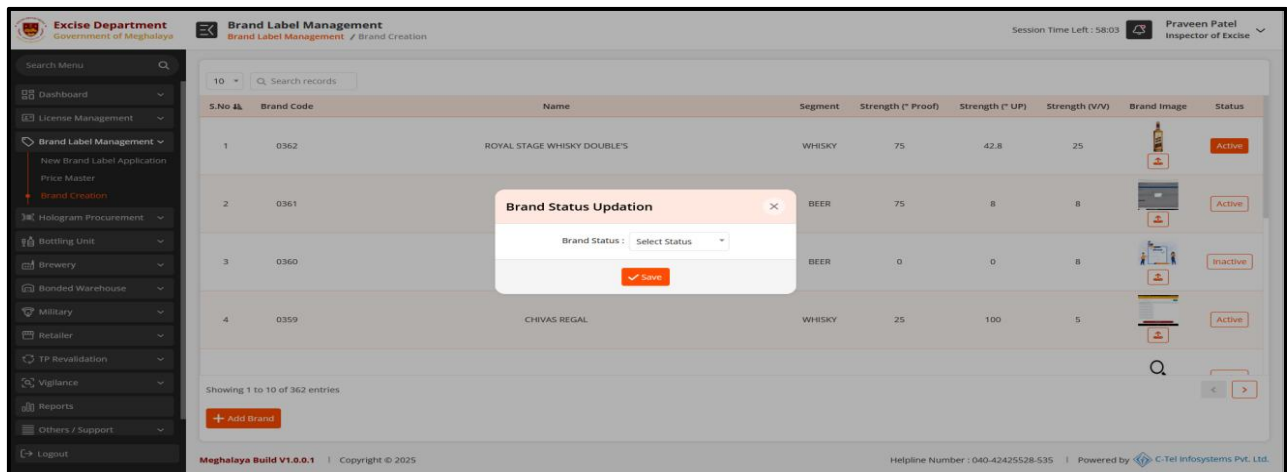 Excise Department
Government of Meghalaya
Brand Label Management
Brand Label Management / Brand Creation
Session Time Left : 58:03
Praveen Patel
Inspector of Excise
Search Menu
Dashboard
License Management
Brand Label Management
New Brand Label Application
Price Master
Brand Creation
Hologram Procurement
Bottling Unit
Brewery
Bonded Warehouse
Military
Retailer
TP Revalidation
Vigilance
Reports
Others / Support
Logout
10 Search records
S.No Brand Code Name Segment Strength (° Proof) Strength (° UP) Strength (V/V) Brand Image Status
1 0362 ROYAL STAGE WHISKY DOUBLE'S WHISKY 75 42.8 25 Active
2 0361 BEER 75 8 8 Active
3 0360 BEER 0 0 8 Inactive
4 0359 CHIVAS REGAL WHISKY 25 100 5 Active
Brand Status Updation
Brand Status : Select Status
Save
Showing 1 to 10 of 362 entries
+ Add Brand
Meghalaya Build V1.0.0.1 | Copyright © 2025
Helpline Number : 040-42425528-535 | Powered by C-Tel Infosystems Pvt. Ltd.